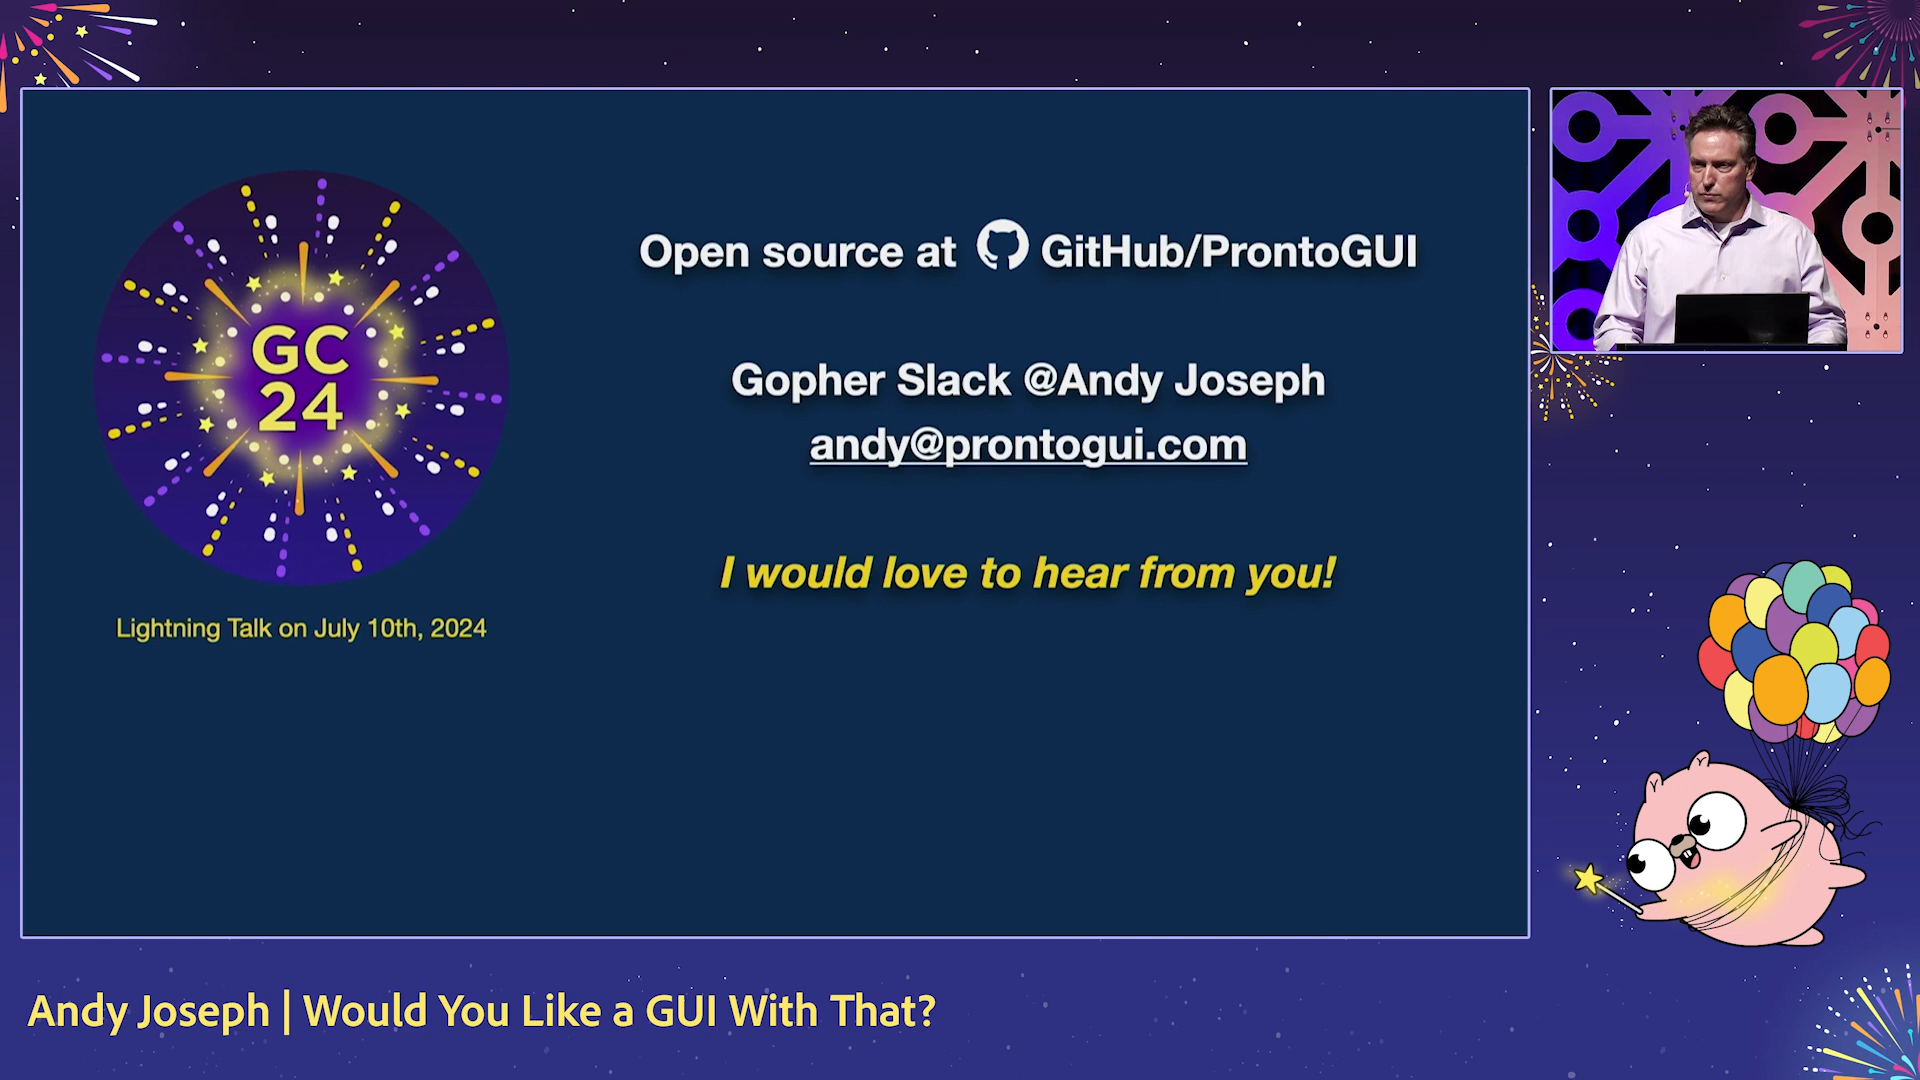 GC
24
Lightning Talk on July 10th, 2024
Open source at GitHub/ProntoGUI
Gopher Slack @Andy Joseph
andy@prontogui.com
I would love to hear from you!
Andy Joseph | Would You Like a GUI With That?